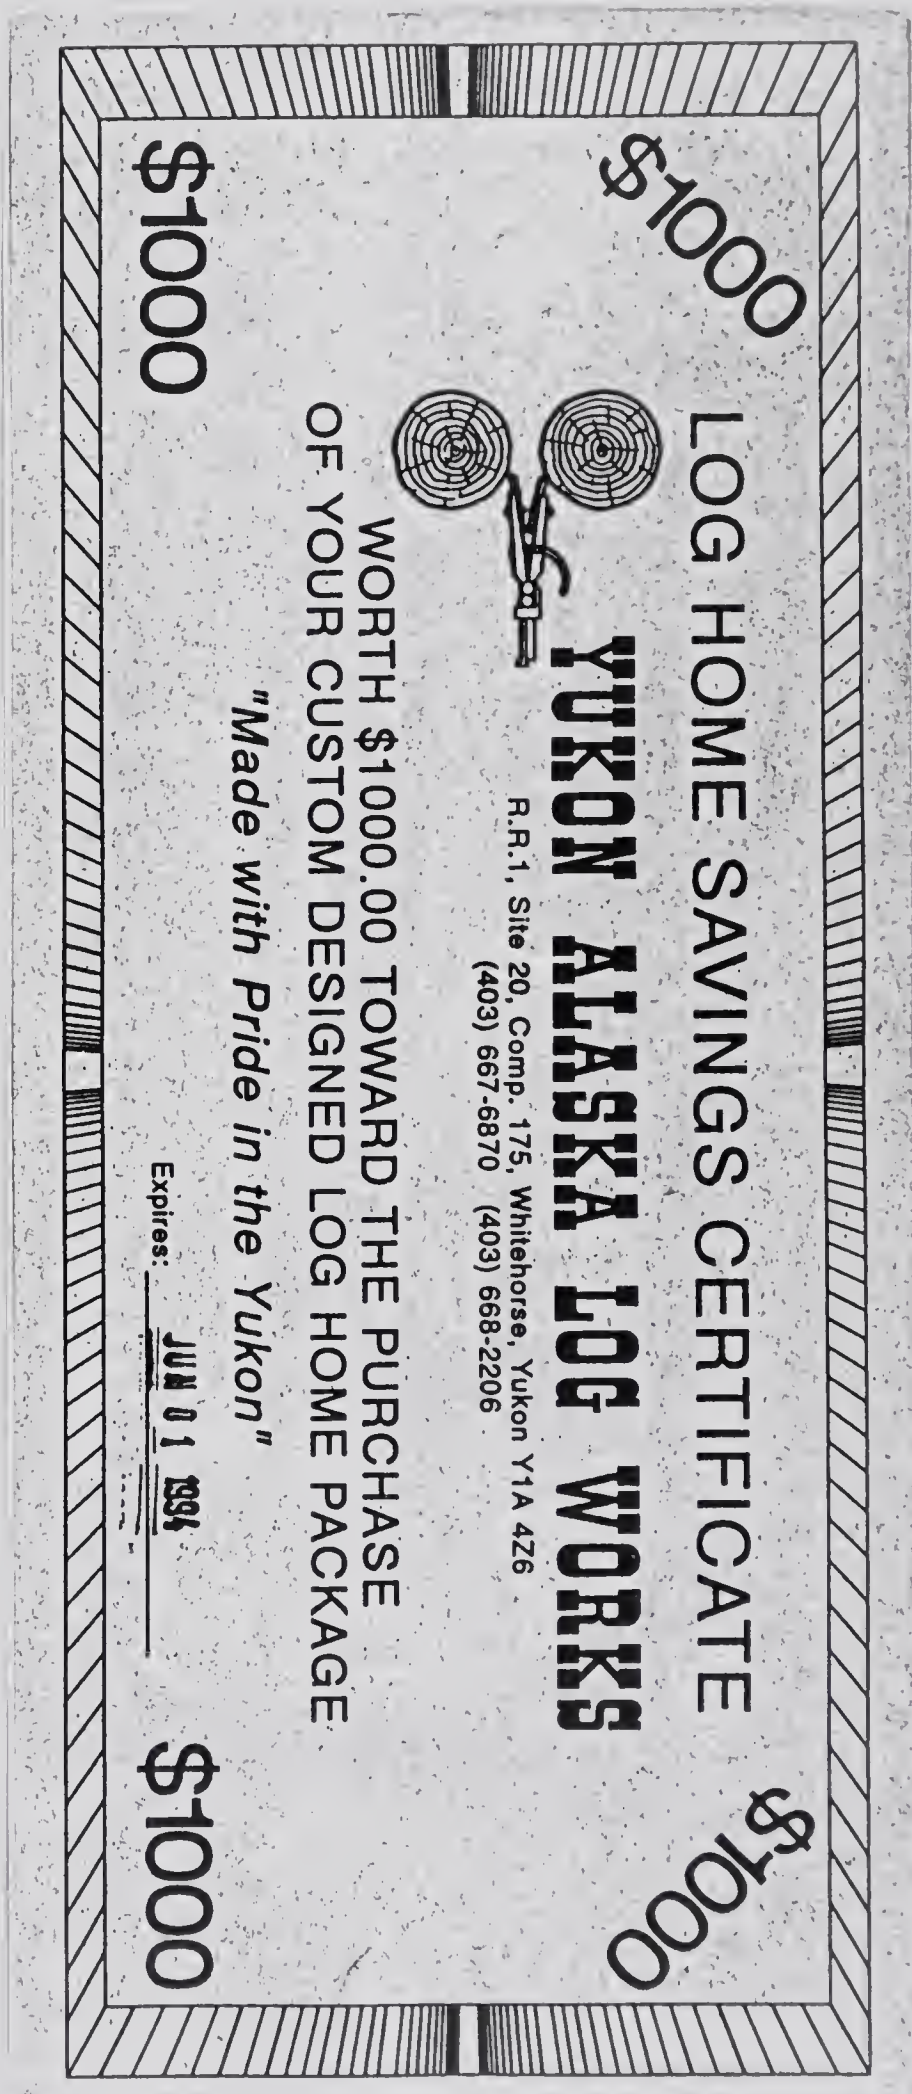 $1000
$1000
LOG HOME SAVINGS CERTIFICATE
YUKON ALASKA LOG WORKS
R.R.1, Site 20, Comp. 175, Whitehorse, Yukon Y1A 4Z6
(403) 667-6870 (403) 668-2206
WORTH $1000.00 TOWARD THE PURCHASE
OF YOUR CUSTOM DESIGNED LOG HOME PACKAGE
"Made with Pride in the Yukon"
$1000
Expires: JUN 01 1994
$1000